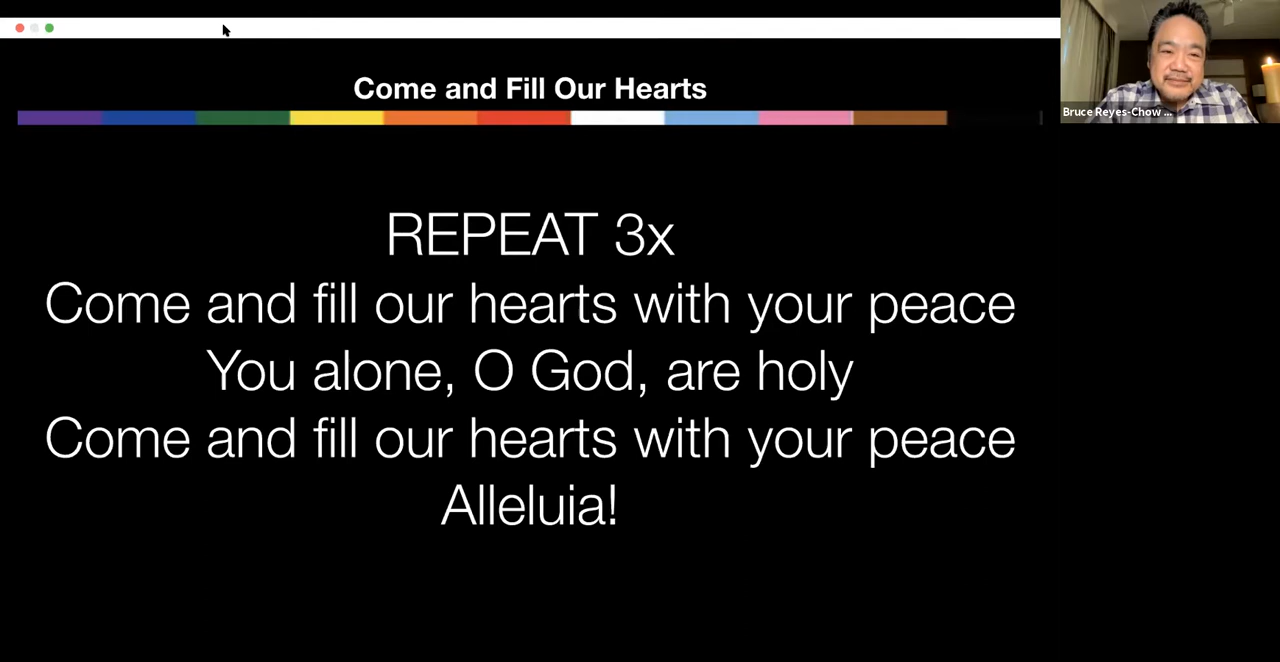 Come and Fill Our Hearts
Bruce Reyes-Chow ...
REPEAT 3x
Come and fill our hearts with your peace
You alone, O God, are holy
Come and fill our hearts with your peace
Alleluia!